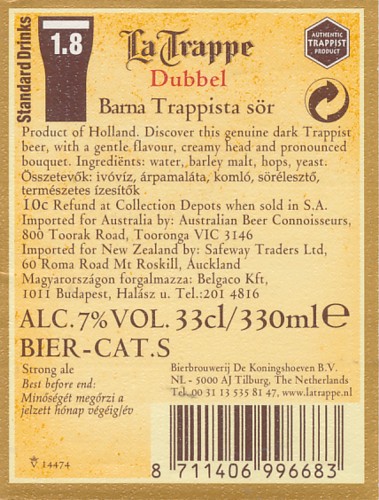 Standard Drinks
1.8
La Trappe
Dubbel
Barna Trappista sör
AUTHENTIC
TRAPPIST
PRODUCT
Product of Holland. Discover this genuine dark Trappist
beer, with a gentle flavour, creamy head and pronounced
bouquet. Ingrediënts: water, barley malt, hops, yeast.
Összetevők: ivóvíz, árpamaláta, komló, sörélesztő,
természetes ízesítők
10c Refund at Collection Depots when sold in S.A.
Imported for Australia by: Australian Beer Connoisseurs,
800 Toorak Road, Tooronga VIC 3146
Imported for New Zealand by: Safeway Traders Ltd,
60 Roma Road Mt Roskill, Auckland
Magyarországon forgalmazza: Belgaco Kft,
1011 Budapest, Halász u. Tel.:201 4816
ALC.7%VOL. 33cl/330ml℮
BIER-CAT.S
Strong ale
Best before end:
Minőségét megőrzi a
jelzett hónap végéig/év
Bierbrouwerij De Koningshoeven B.V.
NL - 5000 AJ Tilburg, The Netherlands
Tel. 00 31 13 535 81 47, www.latrappe.nl
V 14474
8 711406 996683